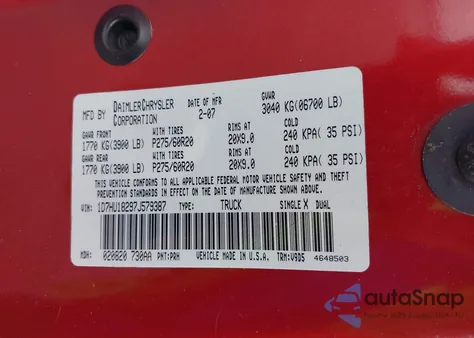 MFD BY DAIMLERCHRYSLER CORPORATION DATE OF MFR 2-07 GVWR 3040 KG(06700 LB)
GAWR FRONT WITH TIRES RIMS AT COLD
1770 KG(3900 LB) P275/60R20 20X9.0 240 KPA( 35 PSI)
GAWR REAR WITH TIRES RIMS AT COLD
1770 KG(3900 LB) P275/60R20 20X9.0 240 KPA( 35 PSI)
THIS VEHICLE CONFORMS TO ALL APPLICABLE FEDERAL MOTOR VEHICLE SAFETY AND THEFT
PREVENTION STANDARDS IN EFFECT ON THE DATE OF MANUFACTURE SHOWN ABOVE.
VIN: 1D7HU18297J579387 TYPE: TRUCK SINGLE X DUAL
MDH: 020620 730AA PNT:PRH VEHICLE MADE IN U.S.A. TRM:V9D5 4648503
autoSnap